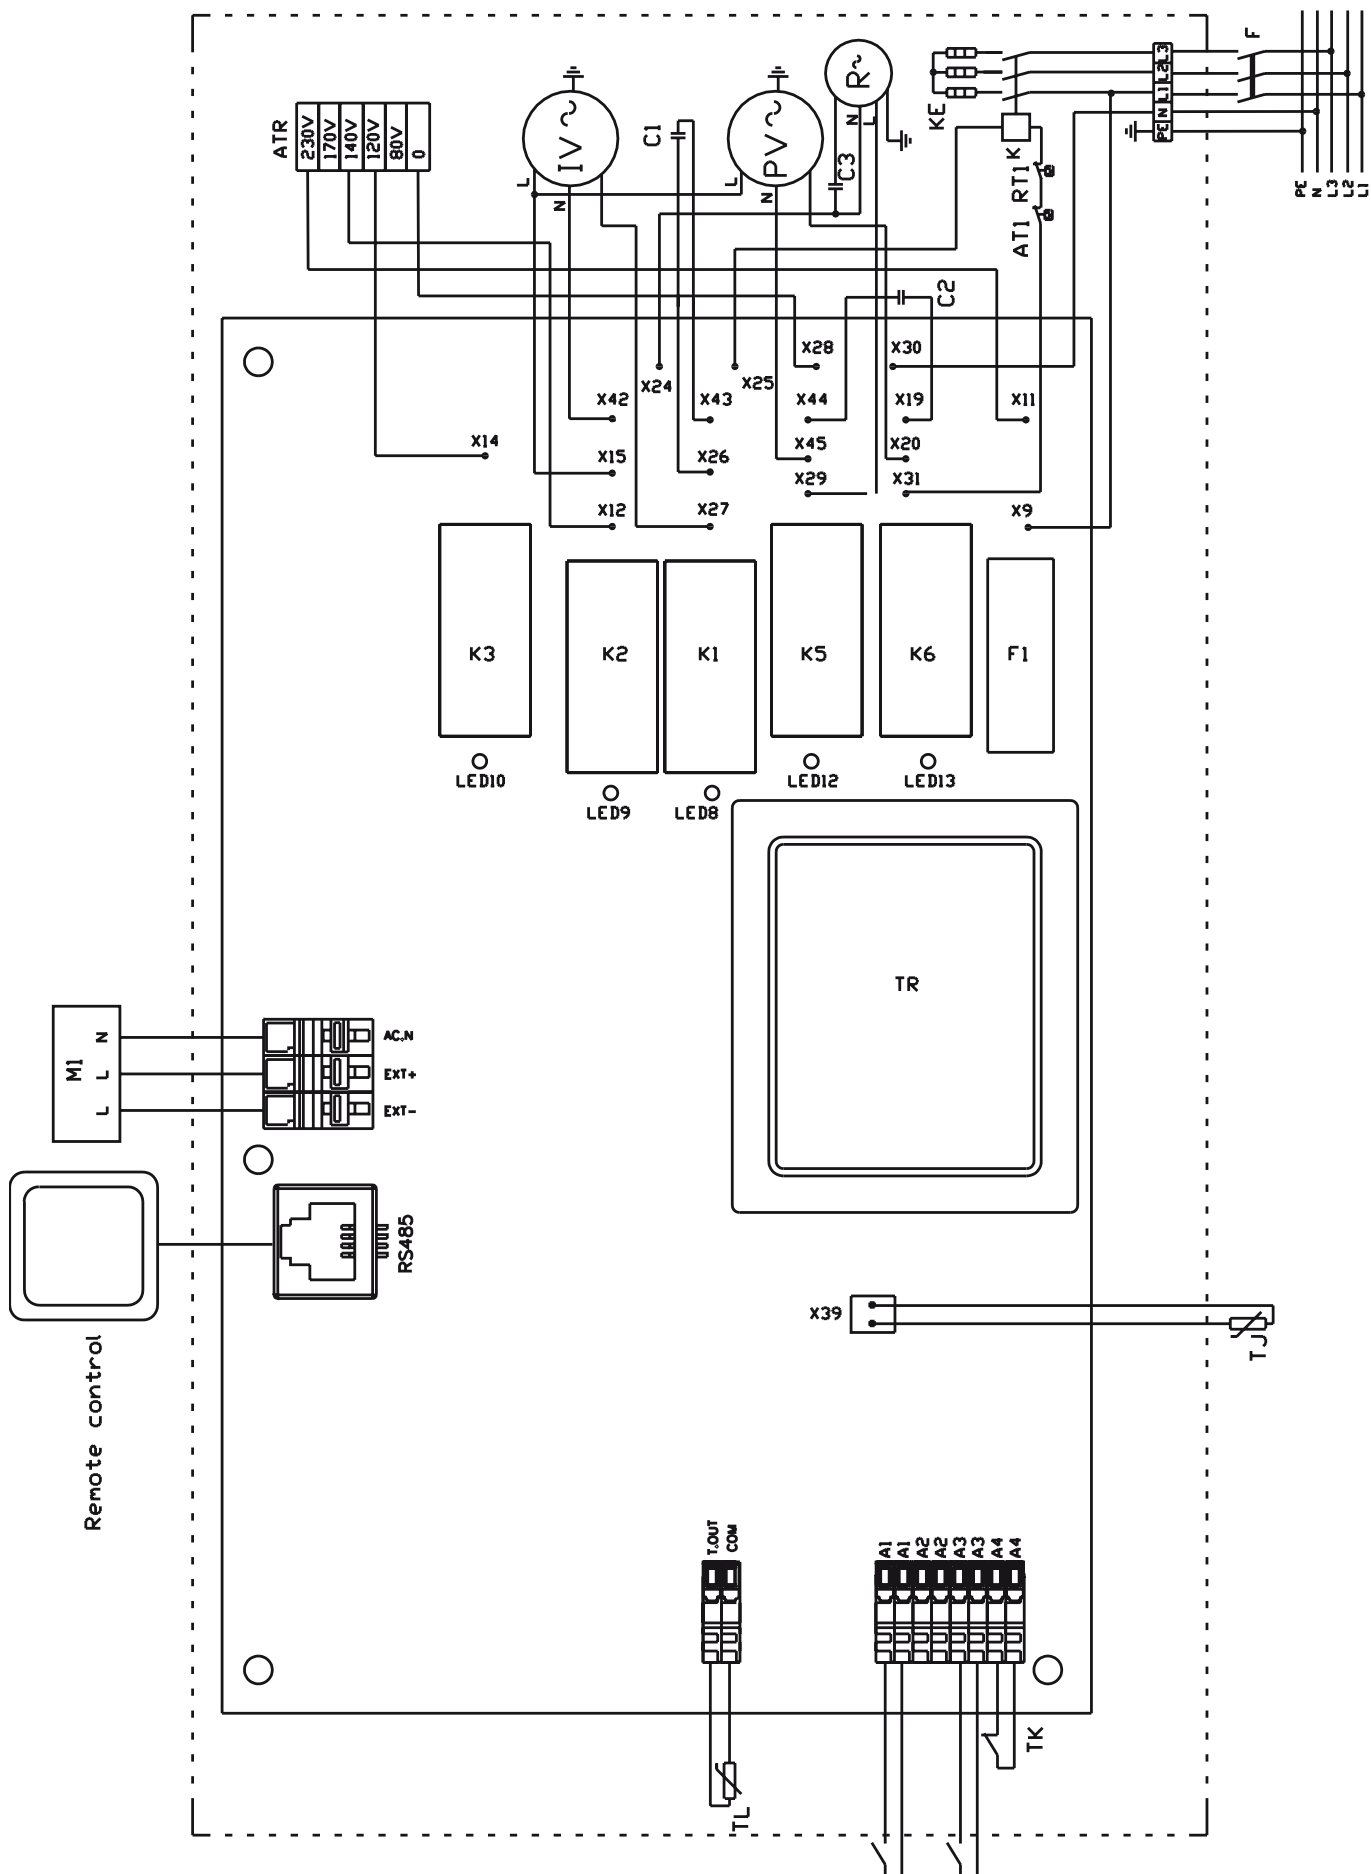 F
PE
N
L3
L2
L1
L3
L2
L1
N
PE
ATR
230V
170V
140V
120V
80V
0
IV~
L
N
C1
PV~
L
N
R~
N
L
C3
KE
K
RT1
AT1
C2
X28
X30
X24
X25
X42
X43
X44
X19
X11
X14
X15
X26
X45
X20
X29
X31
X12
X27
X9
K3
K2
K1
K5
K6
F1
LED10
LED9
LED8
LED12
LED13
TR
M1
N
L
L
AC.N
EXT+
EXT-
RS485
Remote control
X39
TJ
T.OUT
COM
A1
A1
A2
A2
A3
A3
A4
A4
TK
TL